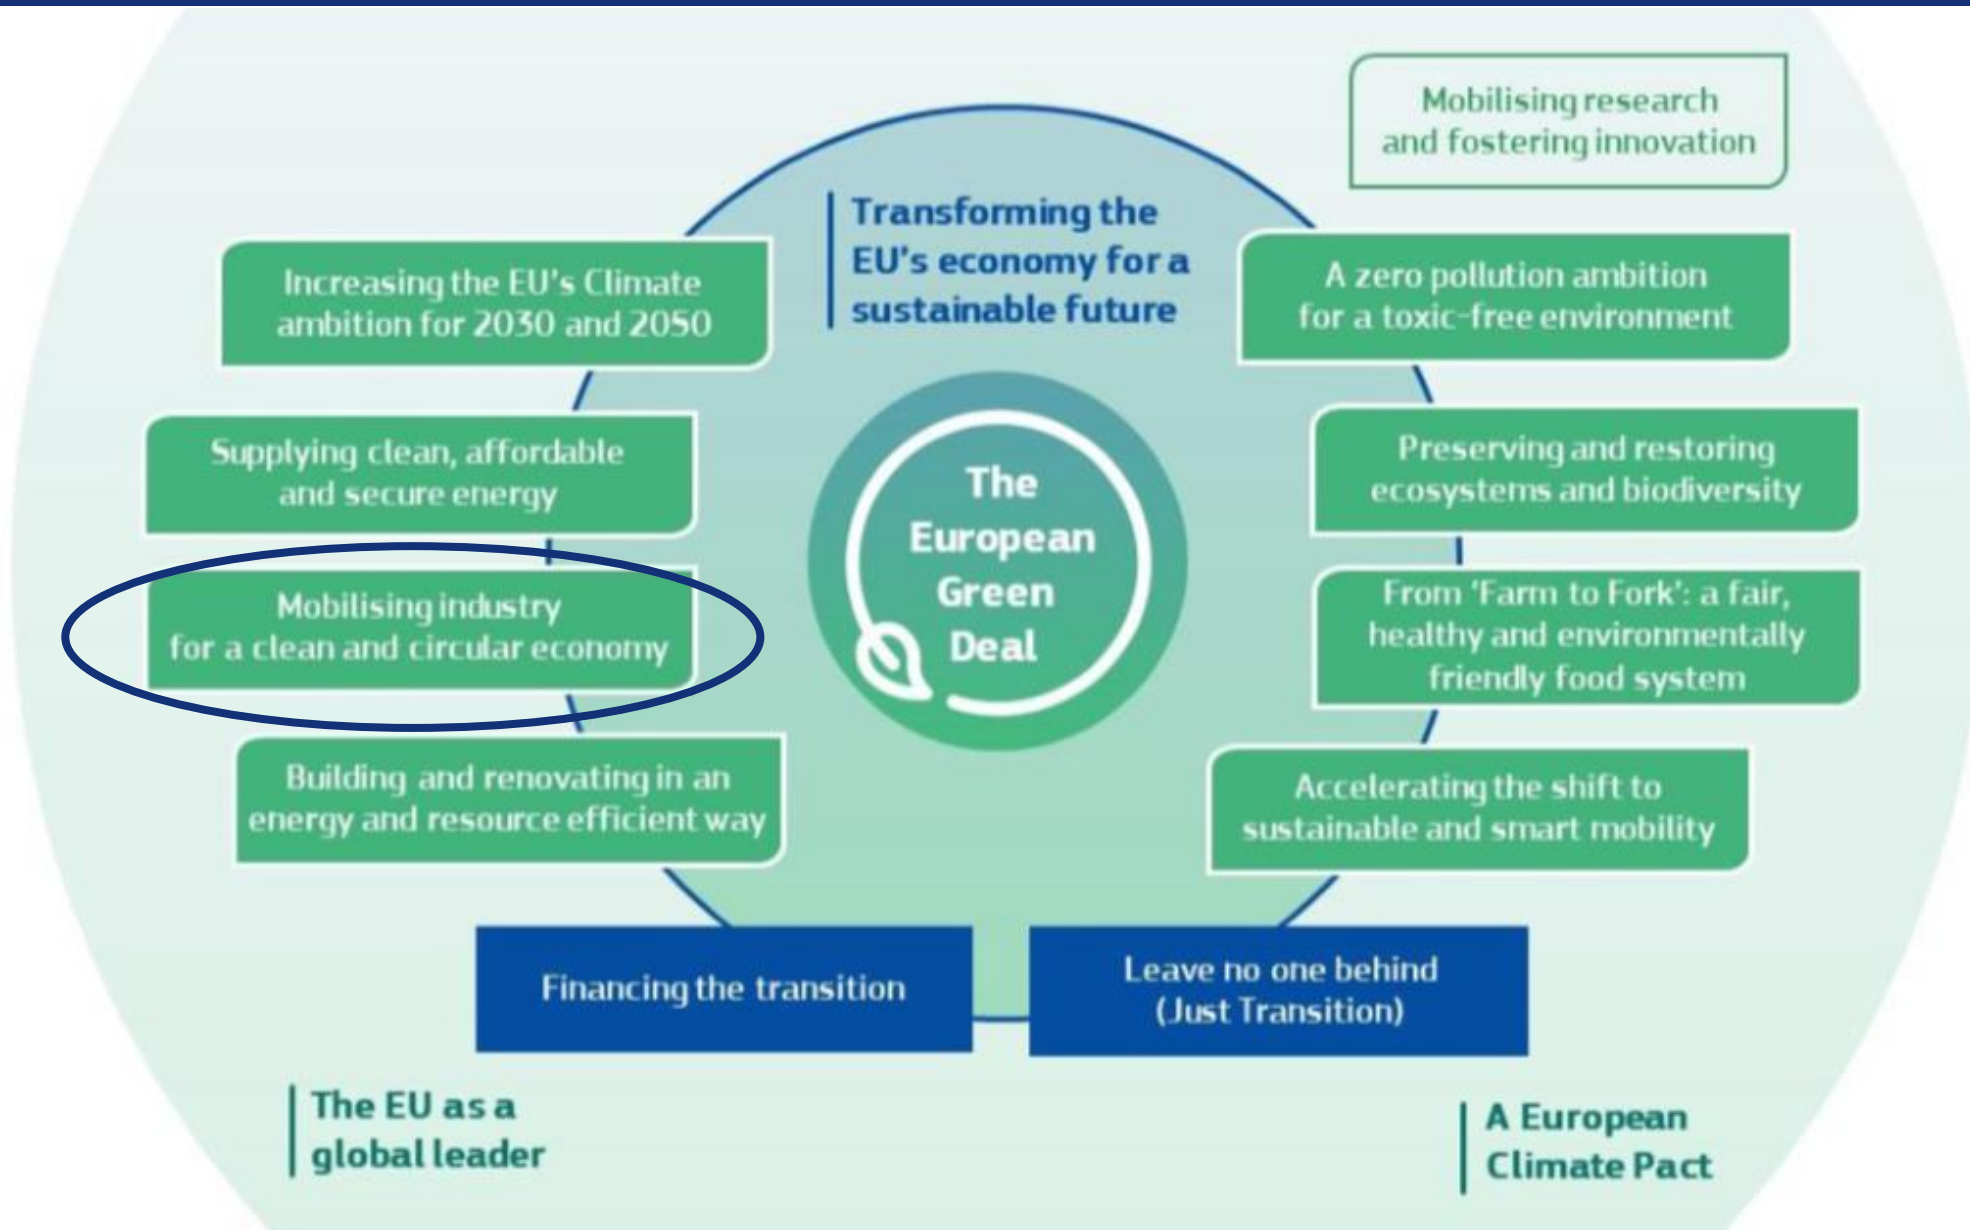 Mobilising research
and fostering innovation
Transforming the
EU's economy for a
sustainable future
Increasing the EU's Climate
ambition for 2030 and 2050
A zero pollution ambition
for a toxic-free environment
Supplying clean, affordable
and secure energy
Preserving and restoring
ecosystems and biodiversity
The
European
Green
Deal
Mobilising industry
for a clean and circular economy
From 'Farm to Fork': a fair,
healthy and environmentally
friendly food system
Building and renovating in an
energy and resource efficient way
Accelerating the shift to
sustainable and smart mobility
Financing the transition
Leave no one behind
(Just Transition)
The EU as a
global leader
A European
Climate Pact